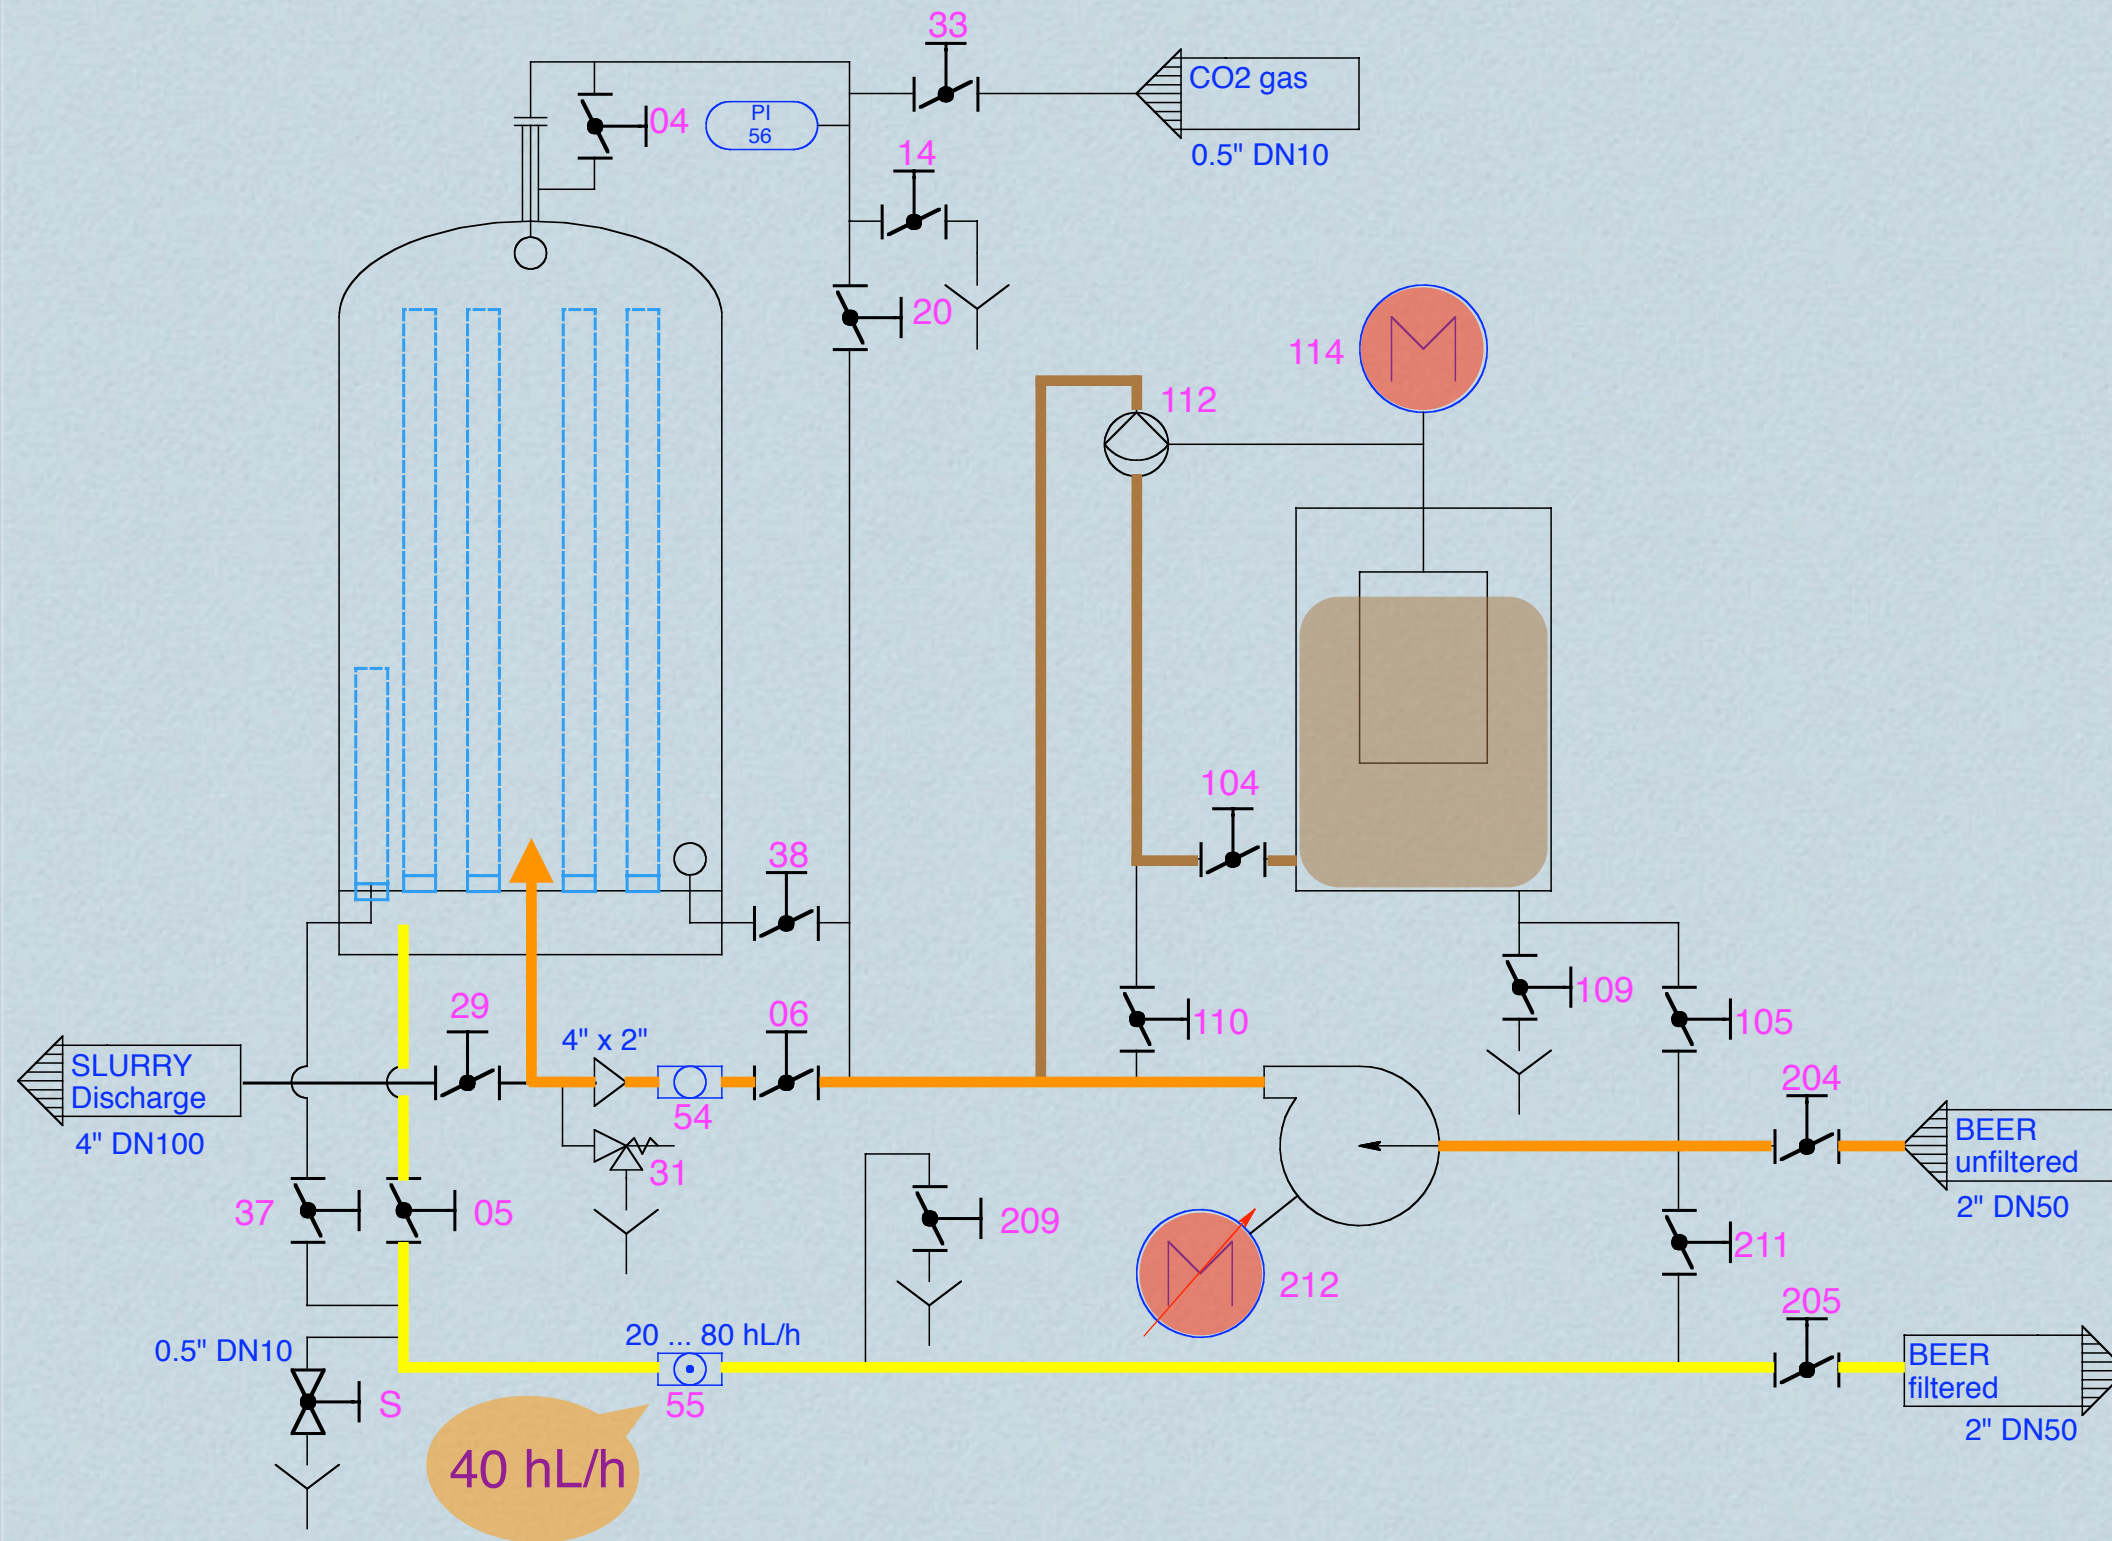 33
CO2 gas
04
PI
56
14
0.5" DN10
20
114
M
112
104
38
29
06
109
110
105
4" x 2"
SLURRY
Discharge
54
204
4" DN100
31
BEER
unfiltered
37
05
209
2" DN50
211
M
212
205
20 ... 80 hL/h
0.5" DN10
BEER
filtered
S
55
2" DN50
40 hL/h